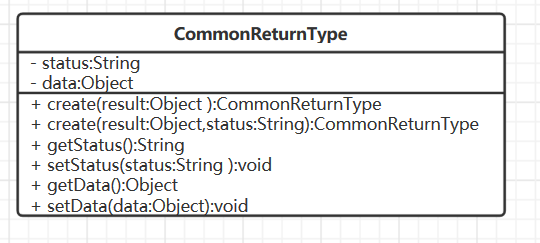 CommonReturnType
- status:String
- data:Object
+ create(result:Object ):CommonReturnType
+ create(result:Object,status:String):CommonReturnType
+ getStatus():String
+ setStatus(status:String ):void
+ getData():Object
+ setData(data:Object):void